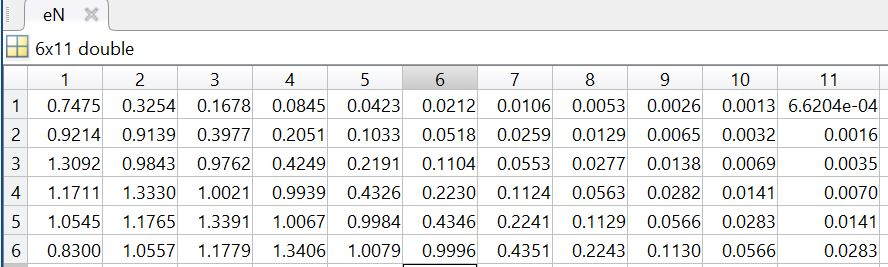 eN
6x11 double
1 2 3 4 5 6 7 8 9 10 11
1 0.7475 0.3254 0.1678 0.0845 0.0423 0.0212 0.0106 0.0053 0.0026 0.0013 6.6204e-04
2 0.9214 0.9139 0.3977 0.2051 0.1033 0.0518 0.0259 0.0129 0.0065 0.0032 0.0016
3 1.3092 0.9843 0.9762 0.4249 0.2191 0.1104 0.0553 0.0277 0.0138 0.0069 0.0035
4 1.1711 1.3330 1.0021 0.9939 0.4326 0.2230 0.1124 0.0563 0.0282 0.0141 0.0070
5 1.0545 1.1765 1.3391 1.0067 0.9984 0.4346 0.2241 0.1129 0.0566 0.0283 0.0141
6 0.8300 1.0557 1.1779 1.3406 1.0079 0.9996 0.4351 0.2243 0.1130 0.0566 0.0283